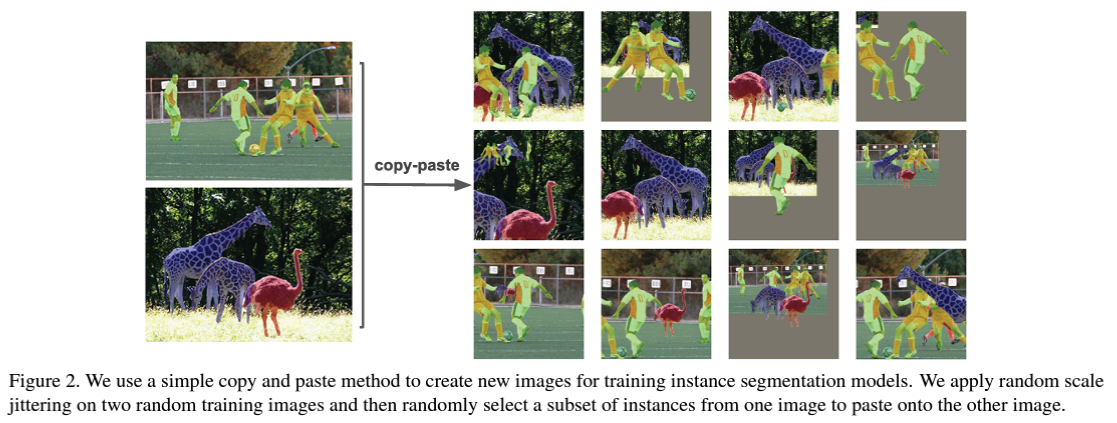 copy-paste
Figure 2. We use a simple copy and paste method to create new images for training instance segmentation models. We apply random scale
jittering on two random training images and then randomly select a subset of instances from one image to paste onto the other image.